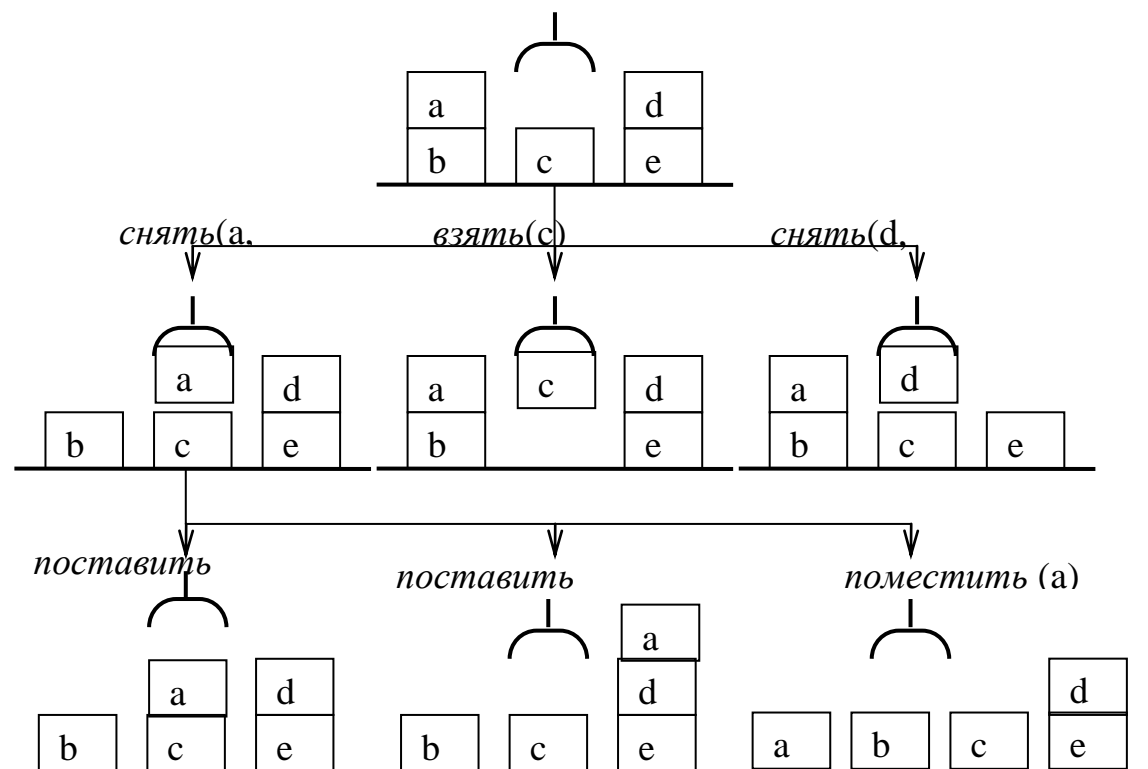 a d
b c e
снять(a, взять(c) снять(d,
a d a c d a d
b c e b e b c e
поставить поставить поместить (a)
a
a d d d
b c e b c e a b c e